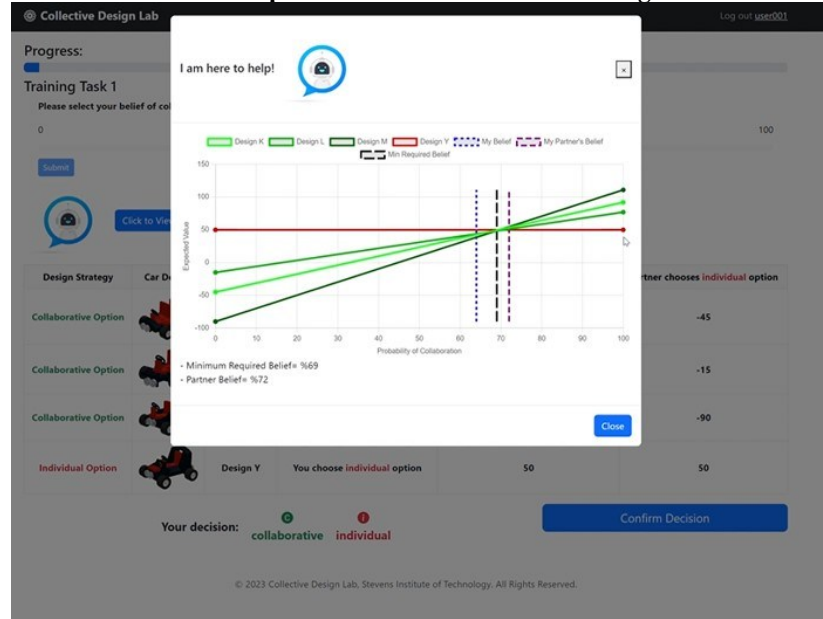 Collective Design Lab
Log out user001
Progress:
Training Task 1
Please select your belief of col
0
100
Submit
Click to Vie
I am here to help!
×
Design K Design L Design M Design Y My Belief My Partner's Belief
Min Required Belief
150
100
50
0
-50
-100
Expected Value
0 10 20 30 40 50 60 70 80 90 100
Probability of Collaboration
- Minimum Required Belief= %69
- Partner Belief= %72
Close
Design Strategy Car De rtner chooses individual option
Collaborative Option -45
Collaborative Option -15
Collaborative Option -90
Individual Option Design Y You choose individual option 50 50
Your decision:
C i
collaborative individual
Confirm Decision
© 2023 Collective Design Lab, Stevens Institute of Technology. All Rights Reserved.